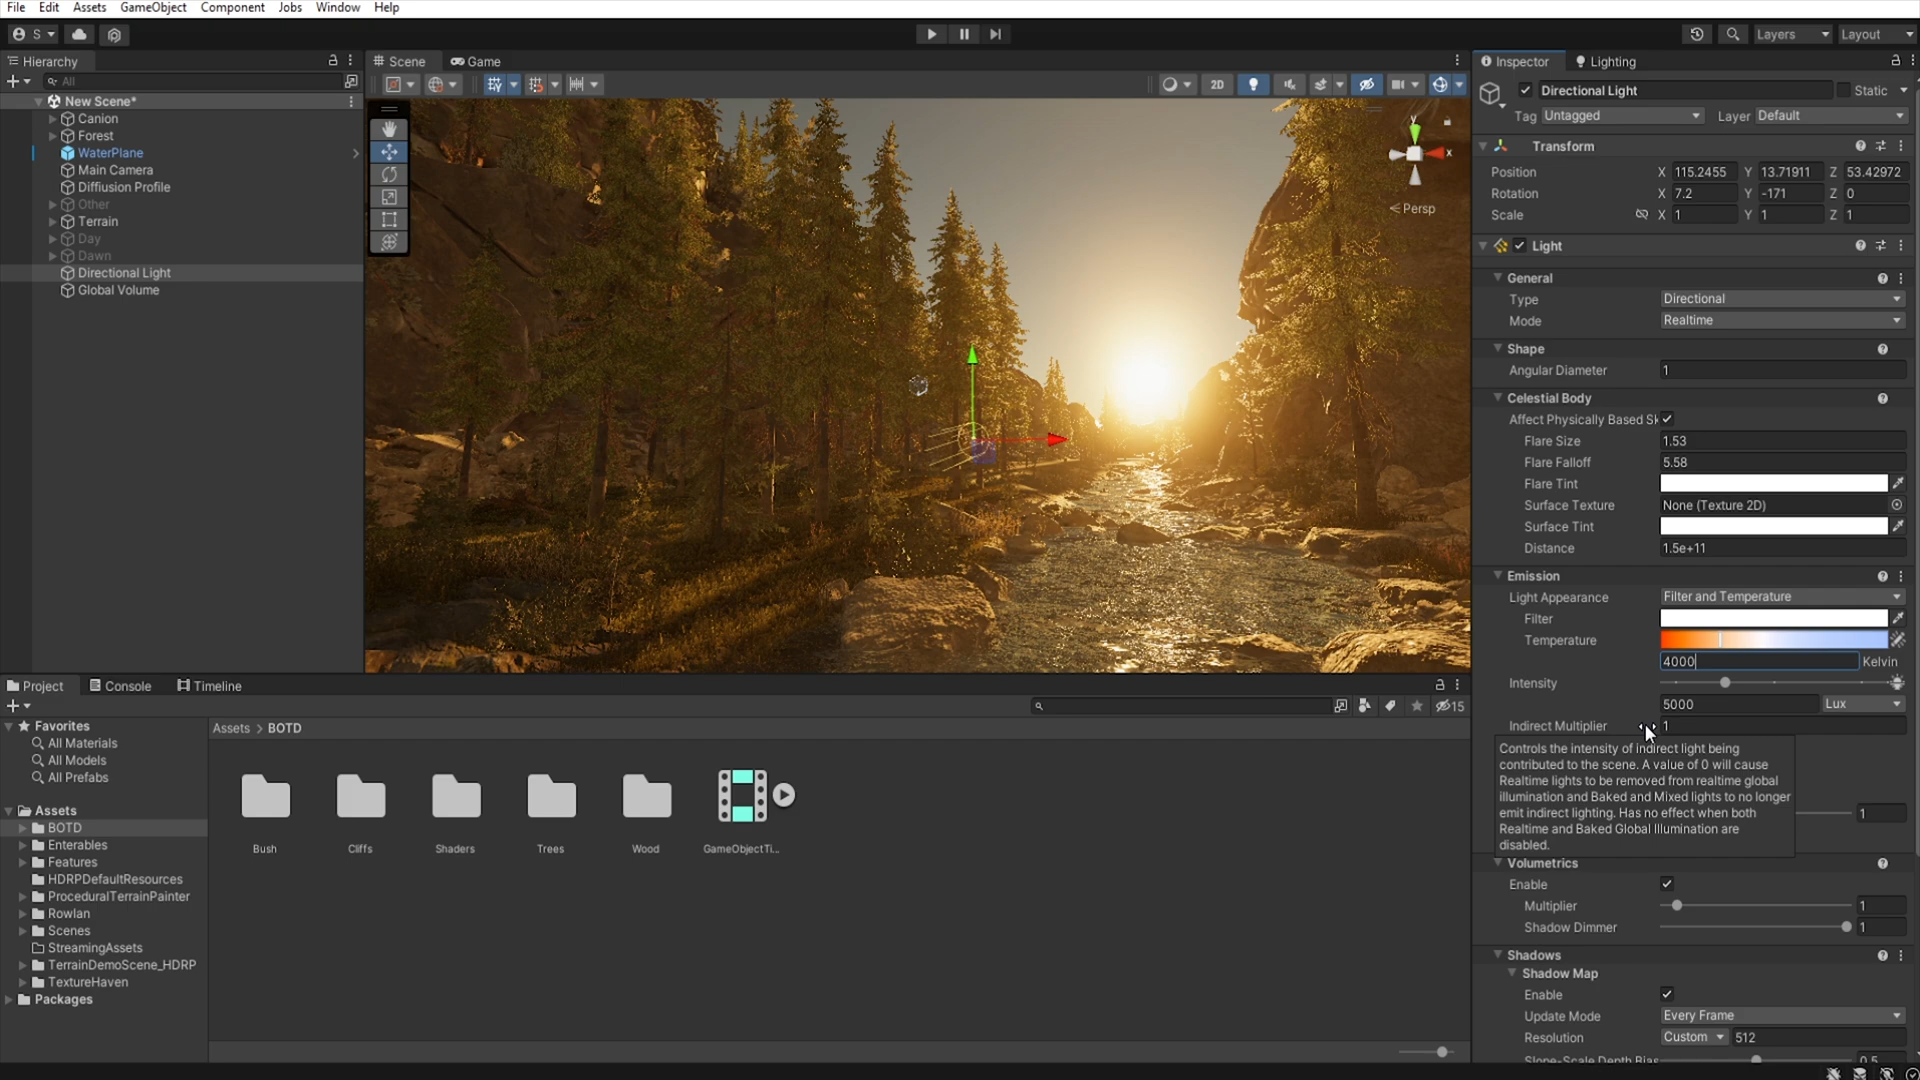 File Edit Assets GameObject Component Jobs Window Help
S
Layers Layout
Hierarchy
All
New Scene*
Canion
Forest
WaterPlane
Main Camera
Diffusion Profile
Other
Terrain
Day
Dawn
Directional Light
Global Volume
Scene Game
2D
y
x
Persp
Inspector Lighting
Directional Light Static
Tag Untagged Layer Default
Transform
Position X 115.2455 Y 13.71911 Z 53.42972
Rotation X 7.2 Y -171 Z 0
Scale X 1 Y 1 Z 1
Light
General
Type Directional
Mode Realtime
Shape
Angular Diameter 1
Celestial Body
Affect Physically Based Sk
Flare Size 1.53
Flare Falloff 5.58
Flare Tint
Surface Texture None (Texture 2D)
Surface Tint
Distance 1.5e+11
Emission
Light Appearance Filter and Temperature
Filter
Temperature
4000 Kelvin
Intensity
5000 Lux
Indirect Multiplier 1
Controls the intensity of indirect light being
contributed to the scene. A value of 0 will cause
Realtime lights to be removed from realtime global
illumination and Baked and Mixed lights to no longer
emit indirect lighting. Has no effect when both
Realtime and Baked Global Illumination are
disabled.
1
Volumetrics
Enable
Multiplier 1
Shadow Dimmer 1
Shadows
Shadow Map
Enable
Update Mode Every Frame
Resolution Custom 512
Slope-Scale Depth Bias 0.5
Project Console Timeline
15
Favorites
All Materials
All Models
All Prefabs
Assets
BOTD
Enterables
Features
HDRPDefaultResources
ProceduralTerrainPainter
Rowlan
Scenes
StreamingAssets
TerrainDemoScene_HDRP
TextureHaven
Packages
Assets > BOTD
Bush Cliffs Shaders Trees Wood GameObjectTi...